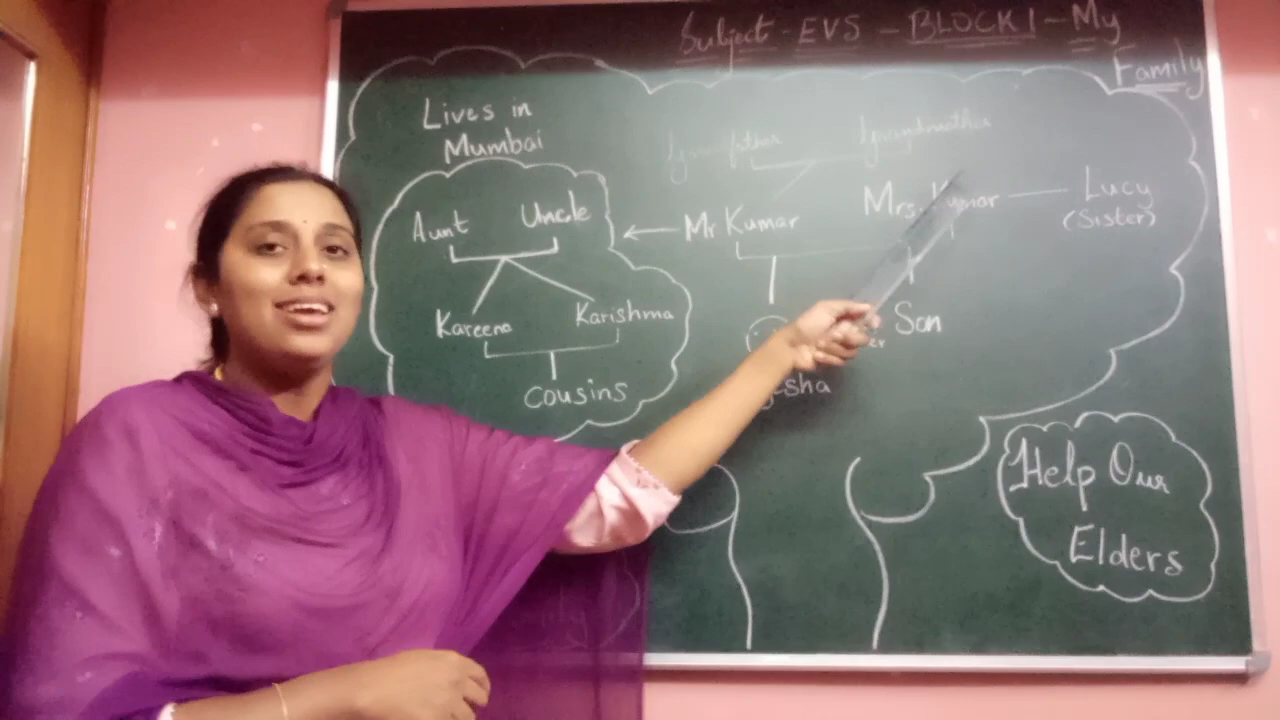 Subject - EVS - BLOCK 1 - My
Family
Lives in
Mumbai
Grandfather
Grandmother
Aunt
Uncle
Mr Kumar
Mrs. Kumar
Lucy
(Sister)
Kareena
Karishma
Son
cousins
Help Our
Elders